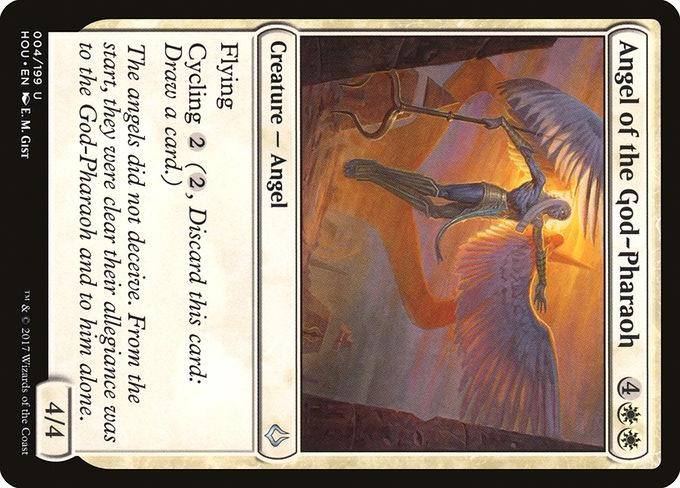 Angel of the God-Pharaoh 4
Creature — Angel
Flying
Cycling 2 (2, Discard this card:
Draw a card.)
The angels did not deceive. From the
start, they were clear their allegiance was
to the God-Pharaoh and to him alone.
4/4
004/199 U
HOU • EN E. M. Gist
™ & © 2017 Wizards of the Coast